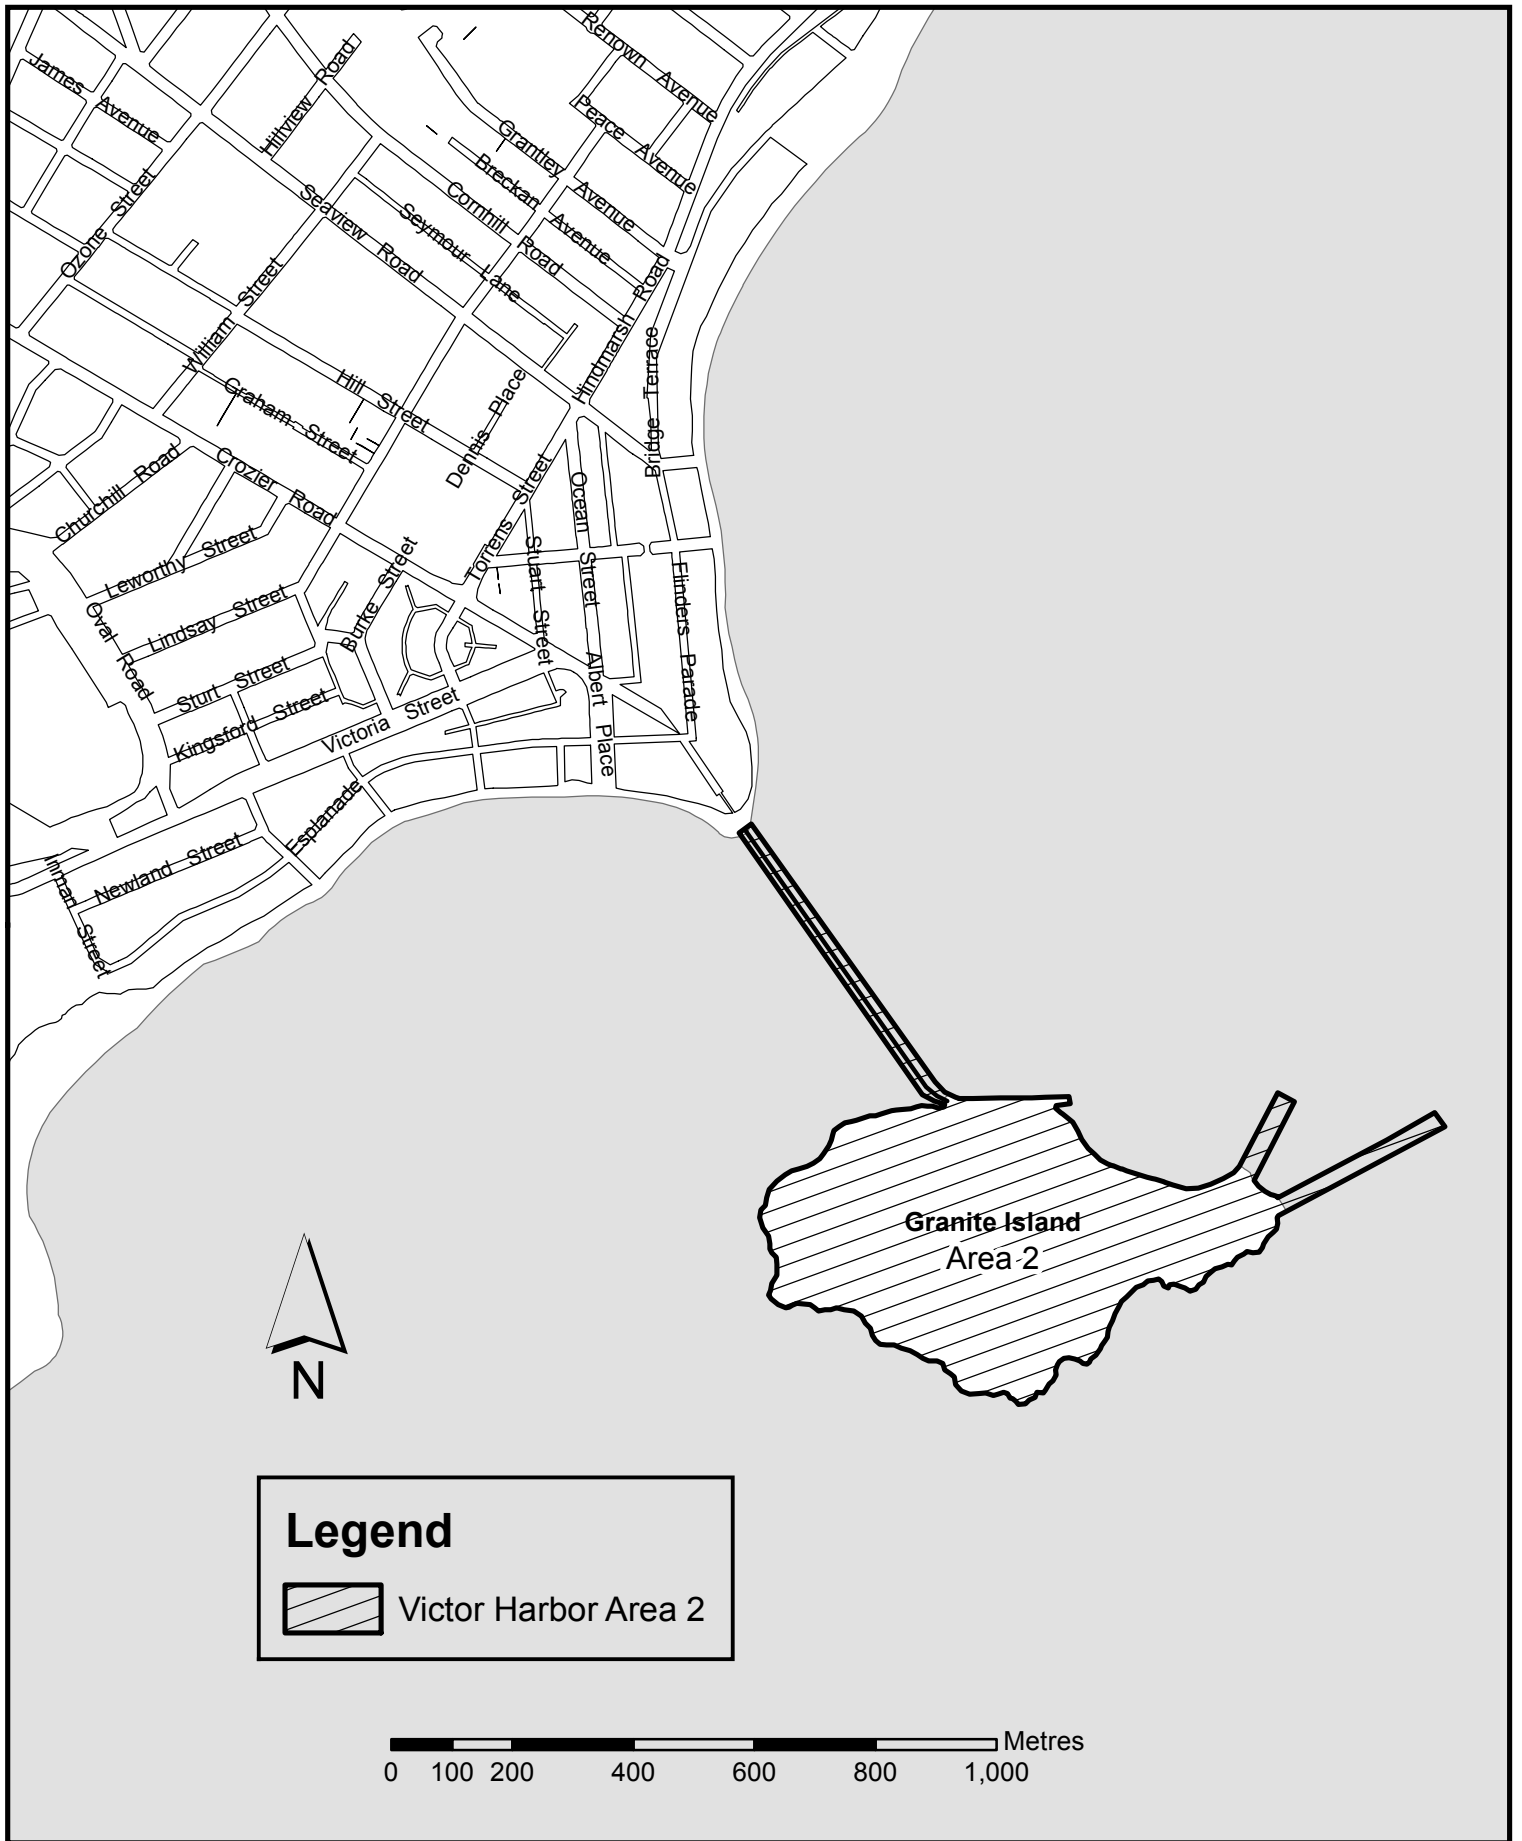 Renown Avenue
James Avenue
Hillview Road
Peace Avenue
Grantley Avenue
Breckan Avenue
Cornhill Road
Seaview Road
Seymour Lane
Ozone Street
William Street
Hindmarsh Road
Bridge Terrace
Hill Street
Graham Street
Dennis Place
Churchill Road
Crozier Road
Torrens Street
Ocean Street
Stuart Street
Leworthy Street
Burke Street
Flinders Parade
Lindsay Street
Oval Road
Sturt Street
Albert Place
Kingsford Street
Victoria Street
Esplanade
Newland Street
Inman Street
Granite Island
Area 2
N
Legend
Victor Harbor Area 2
Metres
0 100 200 400 600 800 1,000